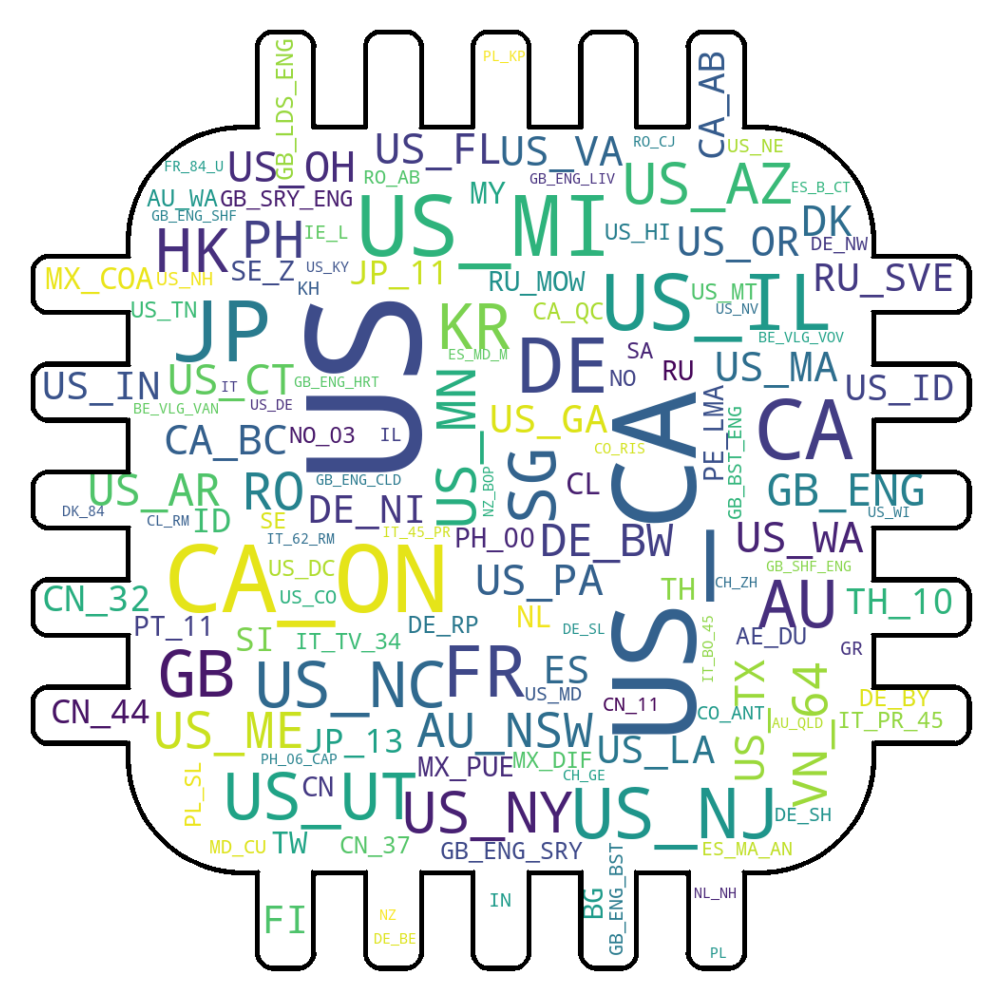 GB_LDS_ENG
PL_KP
CA_AB
FR_84_U
US_OH
US_FL
US_VA
RO_CJ
US_NE
RO_AB
GB_ENG_LIV
US_AZ
ES_B_CT
AU_WA
GB_SRY_ENG
MY
GB_ENG_SHF
HK
PH
IE_L
US_MI
US_HI
US_OR
DK
DE_NW
MX_COA
US_NH
SE_Z
US_KY
KH
JP_11
RU_MOW
US_MT
RU_SVE
US_TN
JP
US
KR
CA_QC
US_IL
US_NV
BE_VLG_VOV
ES_MD_M
DE
SA
NO
RU
US_MA
US_IN
US_CT
IT
GB_ENG_HRT
US_MN
US_ID
BE_VLG_VAN
US_DE
US_GA
PE_LMA
CA
CA_BC
NO_03
IL
CO_RIS
US_CA
GB_BST_ENG
US_AR
RO
GB_ENG_CLD
NZ_BOP
SG
CL
GB_ENG
DK_84
CL_RM
ID
SE
DE_NI
US_WI
IT_62_RM
IT_45_PR
PH_00
DE_BW
US_WA
CA_ON
US_DC
US_CO
US_PA
TH
CH_ZH
GB_SHF_ENG
CN_32
AU
TH_10
PT_11
SI
IT_TV_34
DE_RP
NL
DE_SL
IT_BO_45
AE_DU
GR
GB
US_NC
FR
ES
US_MD
CN_11
CO_ANT
US_TX
VN_64
DE_BY
CN_44
US_ME
JP_13
AU_NSW
US_LA
AU_QLD
IT_PR_45
PH_06_CAP
MX_PUE
MX_DIF
CH_GE
PL_SL
US_UT
CN
US_NY
US_NJ
DE_SH
MD_CU
TW
CN_37
GB_ENG_SRY
ES_MA_AN
FI
NZ
DE_BE
IN
BG
GB_ENG_BST
NL_NH
PL